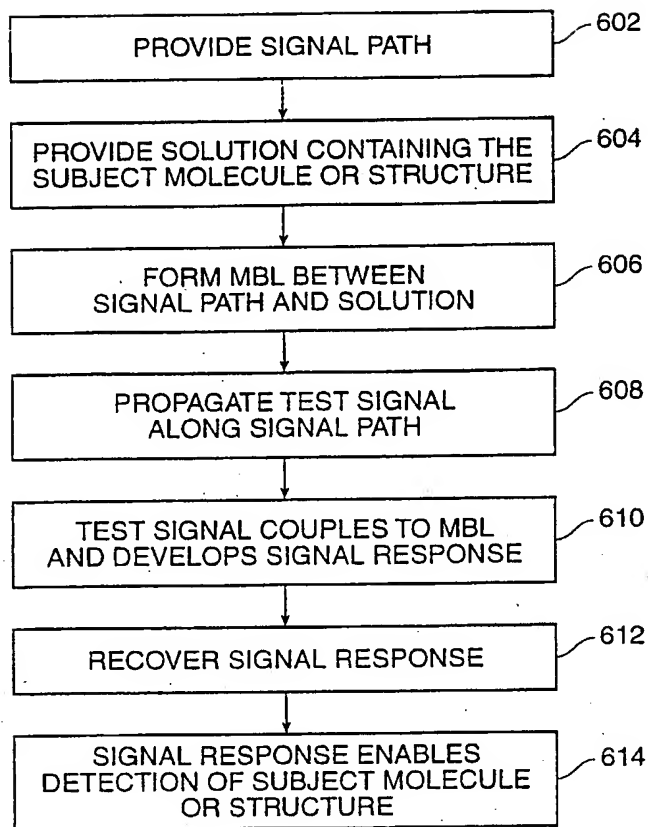 PROVIDE SIGNAL PATH
602
PROVIDE SOLUTION CONTAINING THE
SUBJECT MOLECULE OR STRUCTURE
604
FORM MBL BETWEEN
SIGNAL PATH AND SOLUTION
606
PROPAGATE TEST SIGNAL
ALONG SIGNAL PATH
608
TEST SIGNAL COUPLES TO MBL
AND DEVELOPS SIGNAL RESPONSE
610
RECOVER SIGNAL RESPONSE
612
SIGNAL RESPONSE ENABLES
DETECTION OF SUBJECT MOLECULE
OR STRUCTURE
614